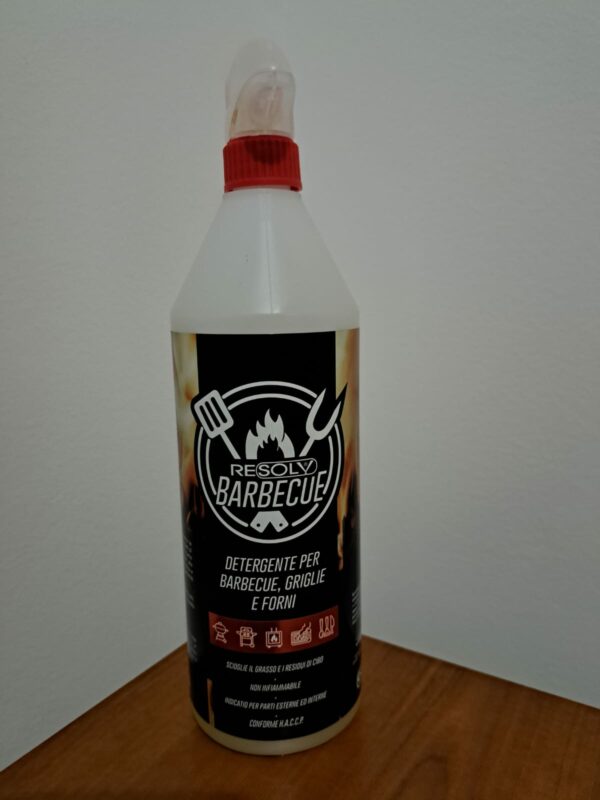 RESOLV
BARBECUE
DETERGENTE PER
BARBECUE, GRIGLIE
E FORNI
SCIOGLIE IL GRASSO E I RESIDUI DI CIBO
NON INFIAMMABILE
INDICATO PER PARTI ESTERNE ED INTERNE
CONFORME H.A.C.C.P.